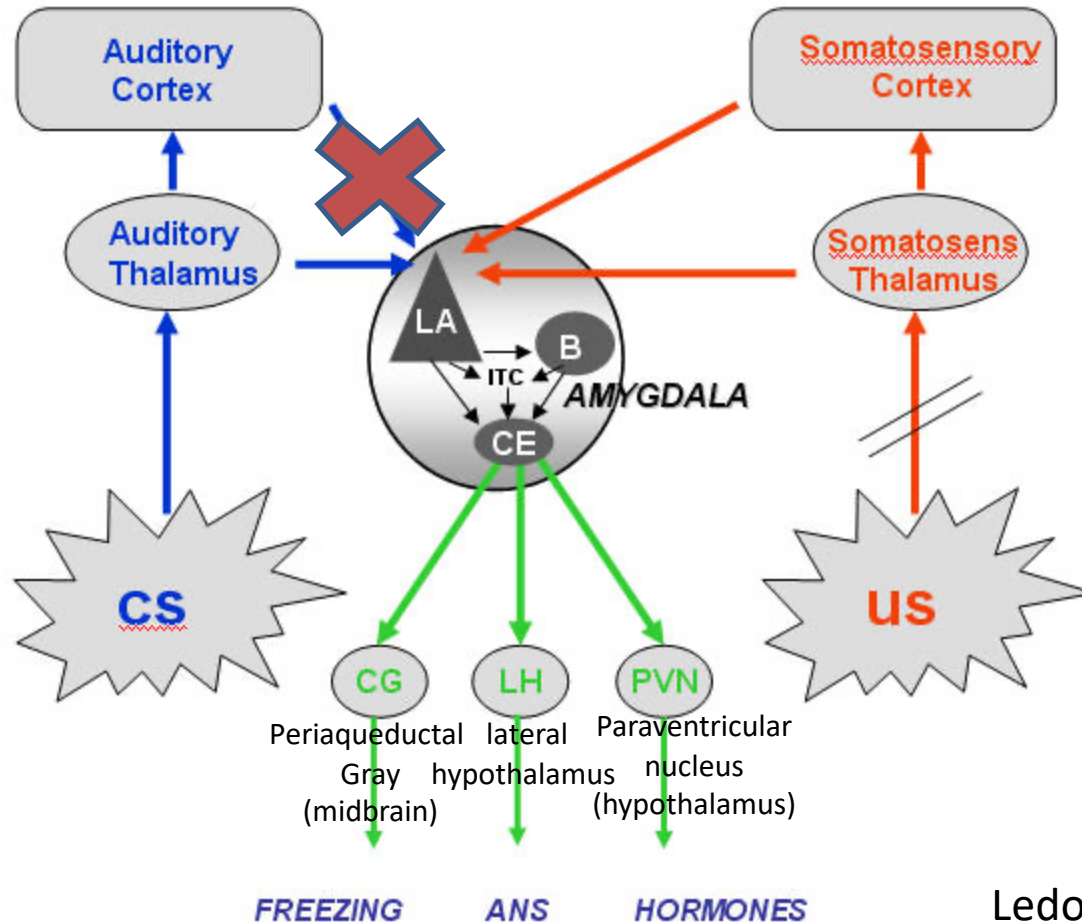 Auditory
Cortex
Somatosensory
Cortex
Auditory
Thalamus
Somatosens
Thalamus
LA
B
ITC
AMYGDALA
CE
cs
us
CG
LH
PVN
Periaqueductal
Gray
(midbrain)
lateral
hypothalamus
Paraventricular
nucleus
(hypothalamus)
FREEZING
ANS
HORMONES
Ledo